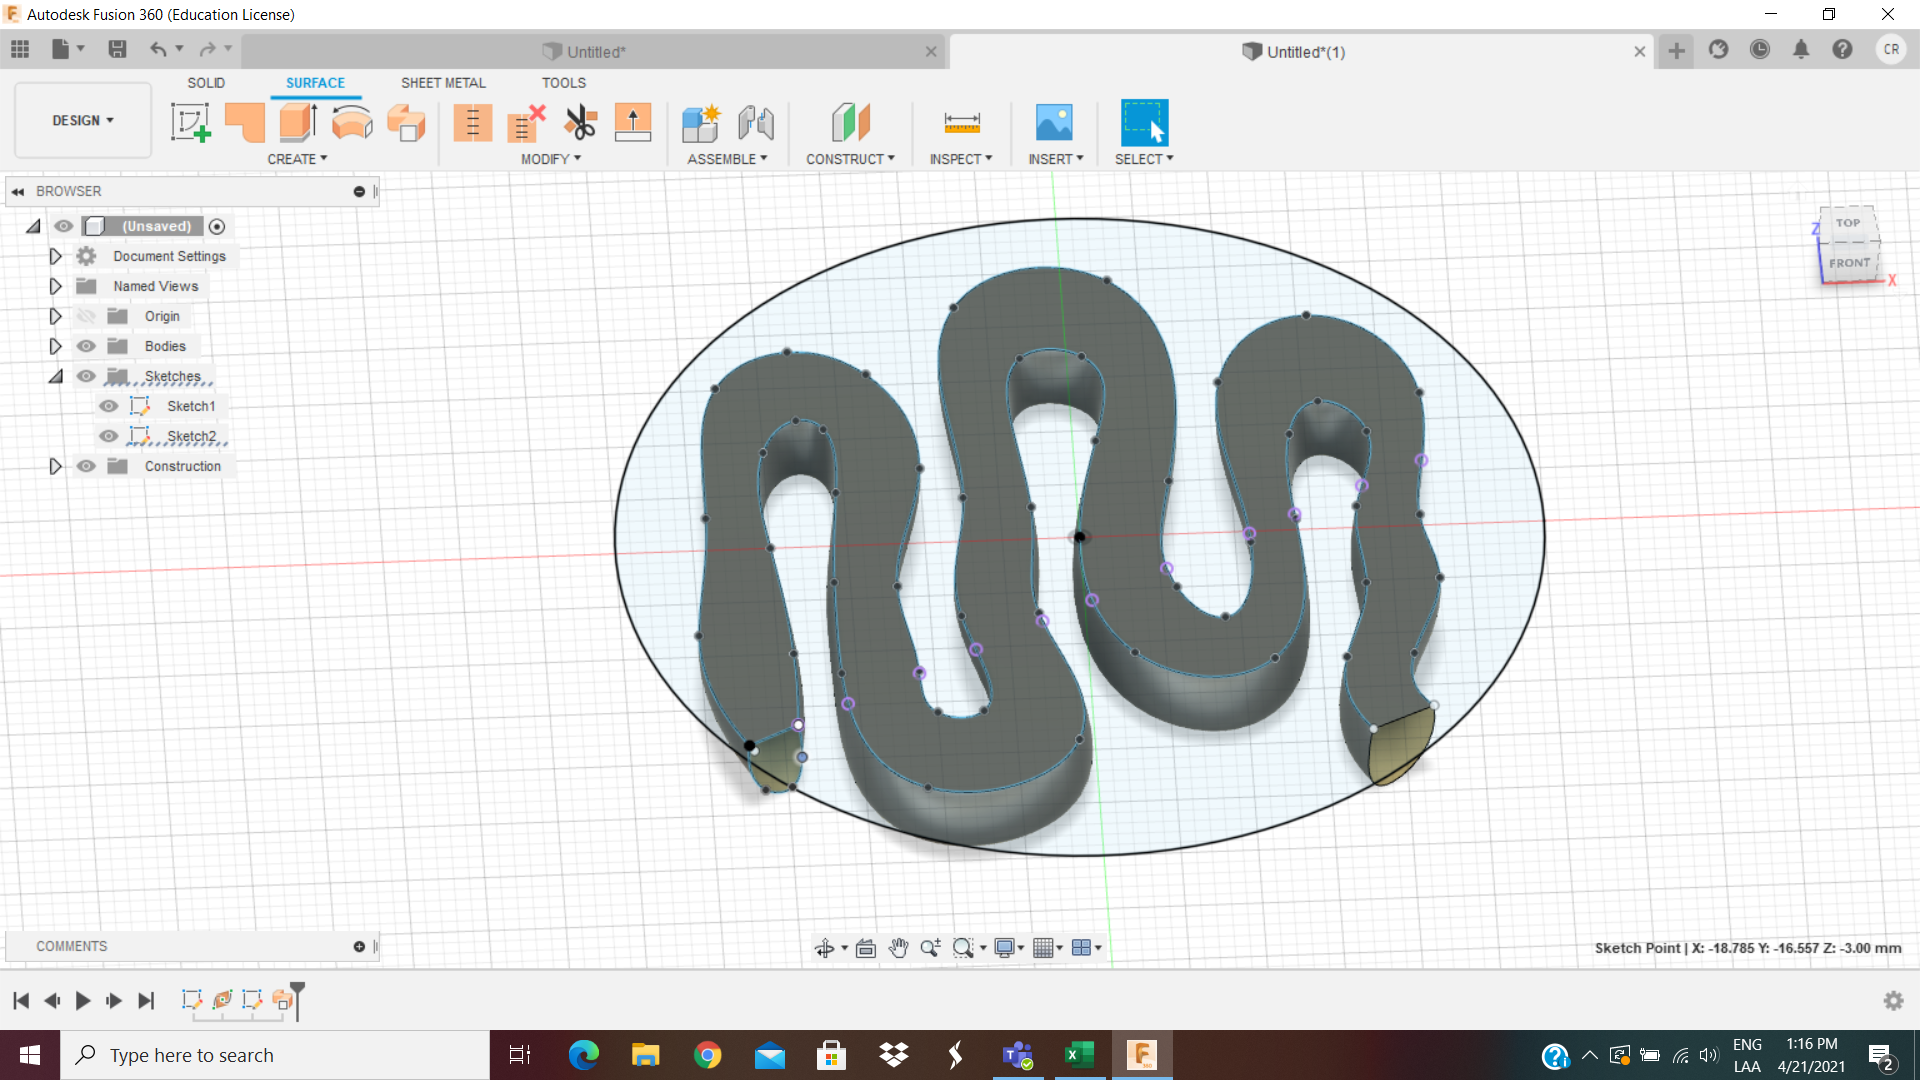 Autodesk Fusion 360 (Education License)
Untitled*
Untitled*(1)
CR
SOLID
SURFACE
SHEET METAL
TOOLS
DESIGN
CREATE
MODIFY
ASSEMBLE
CONSTRUCT
INSPECT
INSERT
SELECT
BROWSER
(Unsaved)
Document Settings
Named Views
Origin
Bodies
Sketches
Sketch1
Sketch2
Construction
TOP
FRONT
Z
X
COMMENTS
Sketch Point | X: -18.785 Y: -16.557 Z: -3.00 mm
Type here to search
ENG
LAA
1:16 PM
4/21/2021
2